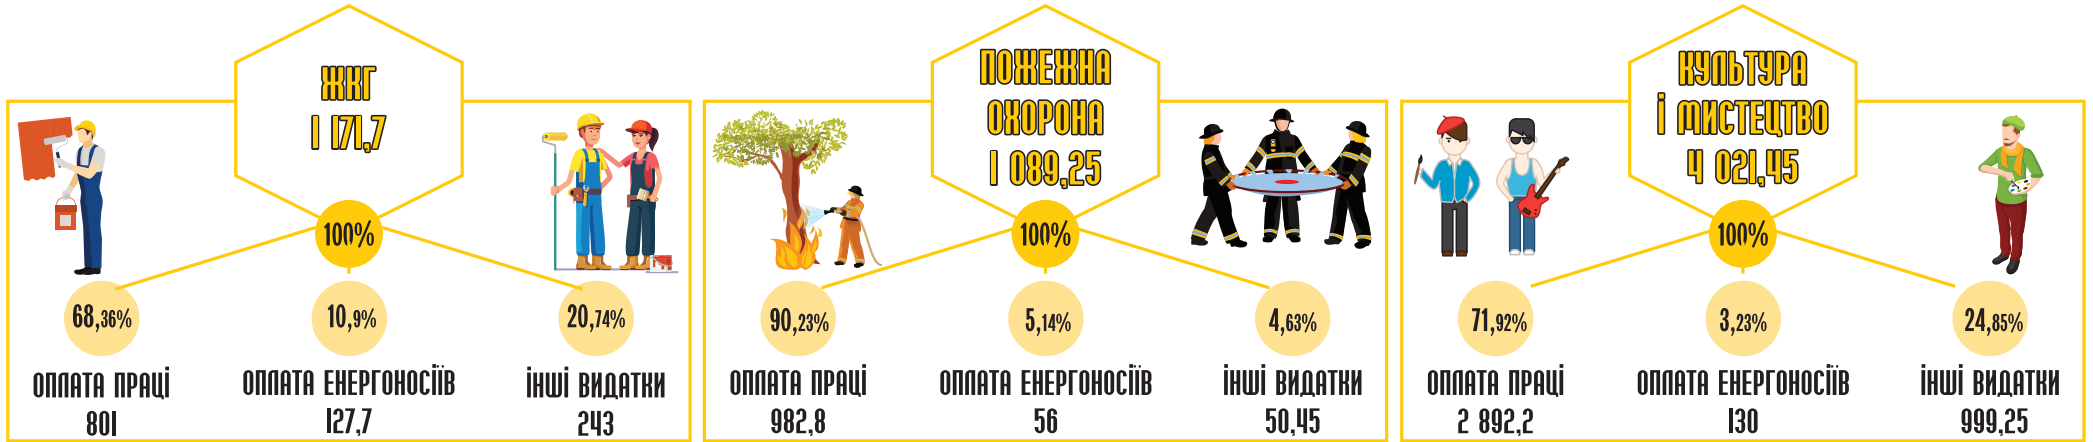 ЖКГ
1 171,7
100%
68,36%
10,9%
20,74%
ОПЛАТА ПРАЦІ
801
ОПЛАТА ЕНЕРГОНОСІЇВ
127,7
ІНШІ ВИДАТКИ
243
ПОЖЕЖНА
ОХОРОНА
1 089,25
100%
90,23%
5,14%
4,63%
ОПЛАТА ПРАЦІ
982,8
ОПЛАТА ЕНЕРГОНОСІЇВ
56
ІНШІ ВИДАТКИ
50,45
КУЛЬТУРА
І МИСТЕЦТВО
4 021,45
100%
71,92%
3,23%
24,85%
ОПЛАТА ПРАЦІ
2 892,2
ОПЛАТА ЕНЕРГОНОСІЇВ
130
ІНШІ ВИДАТКИ
999,25